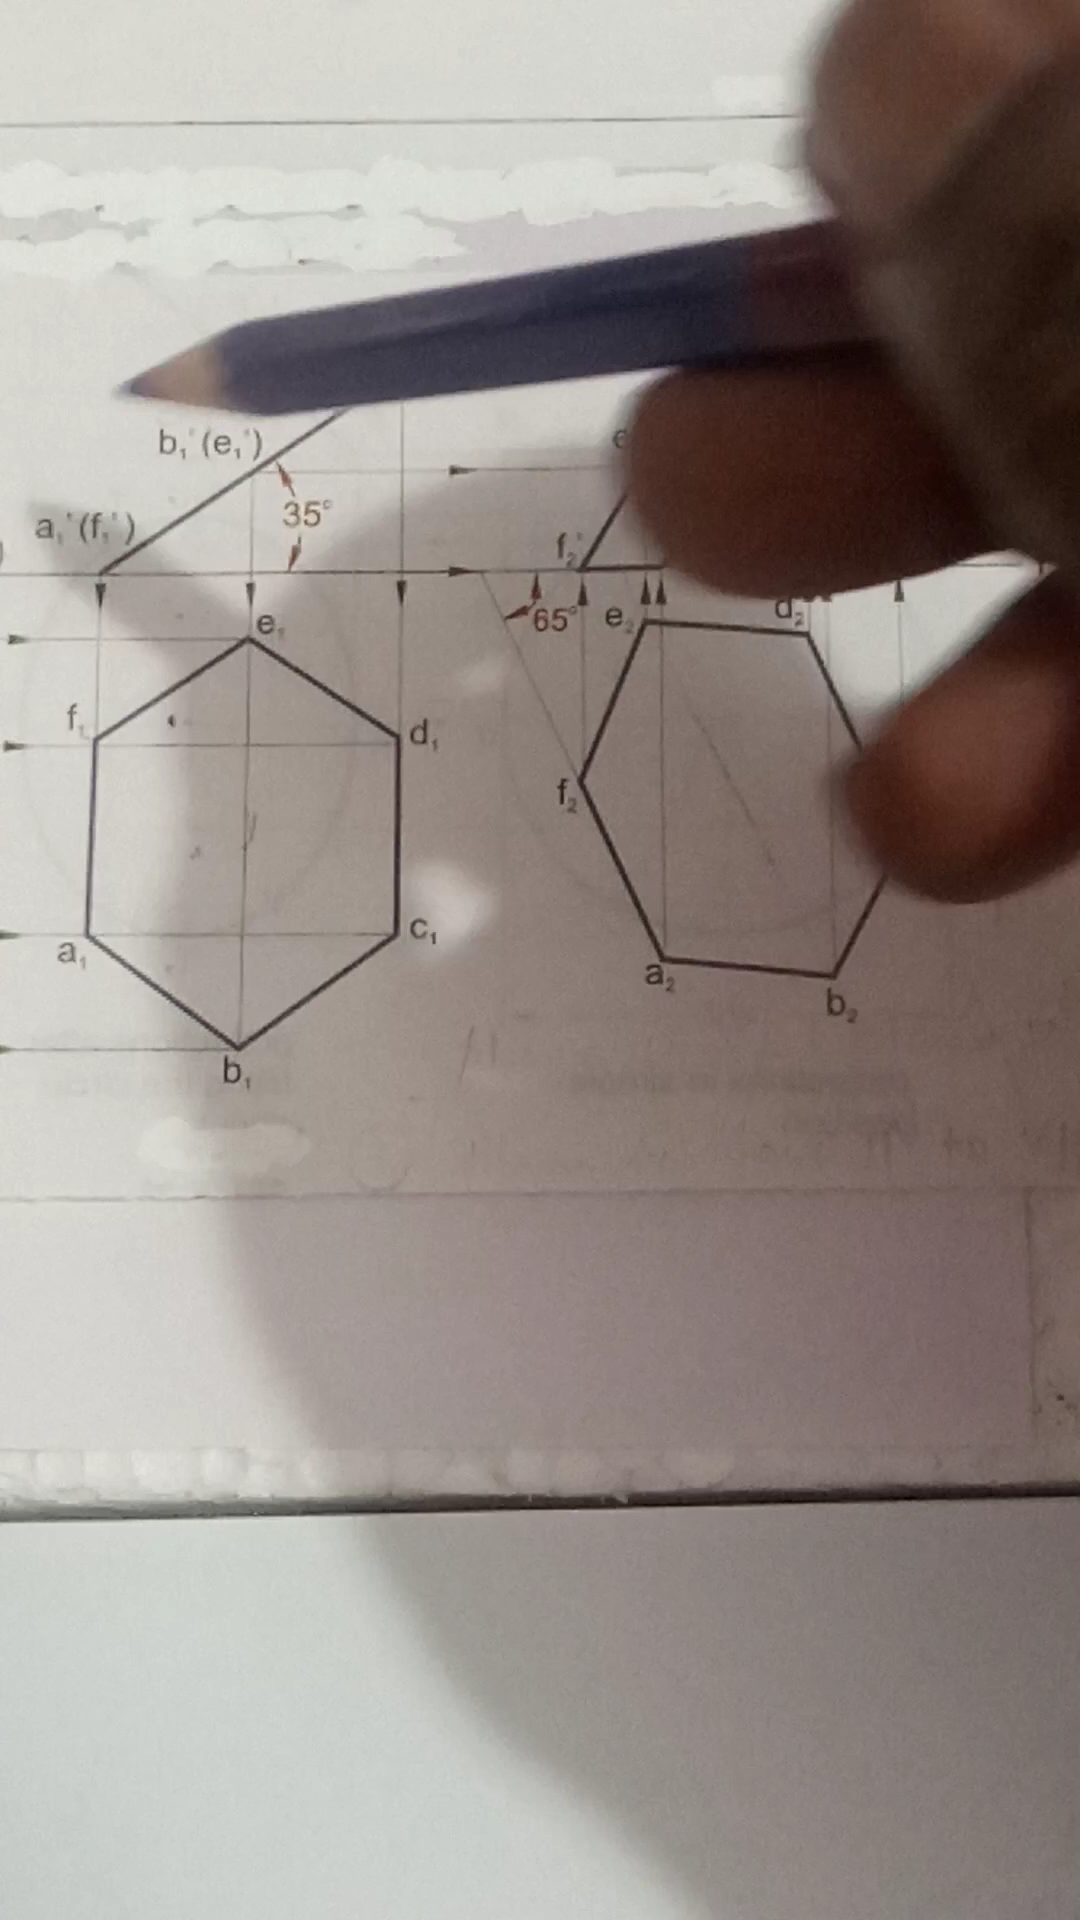 b₁'(e₁')
a₁'(f₁')
35°
f₂'
65°
e₁
e₂
d₂
f₁
d₁
f₂
a₁
c₁
a₂
b₂
b₁